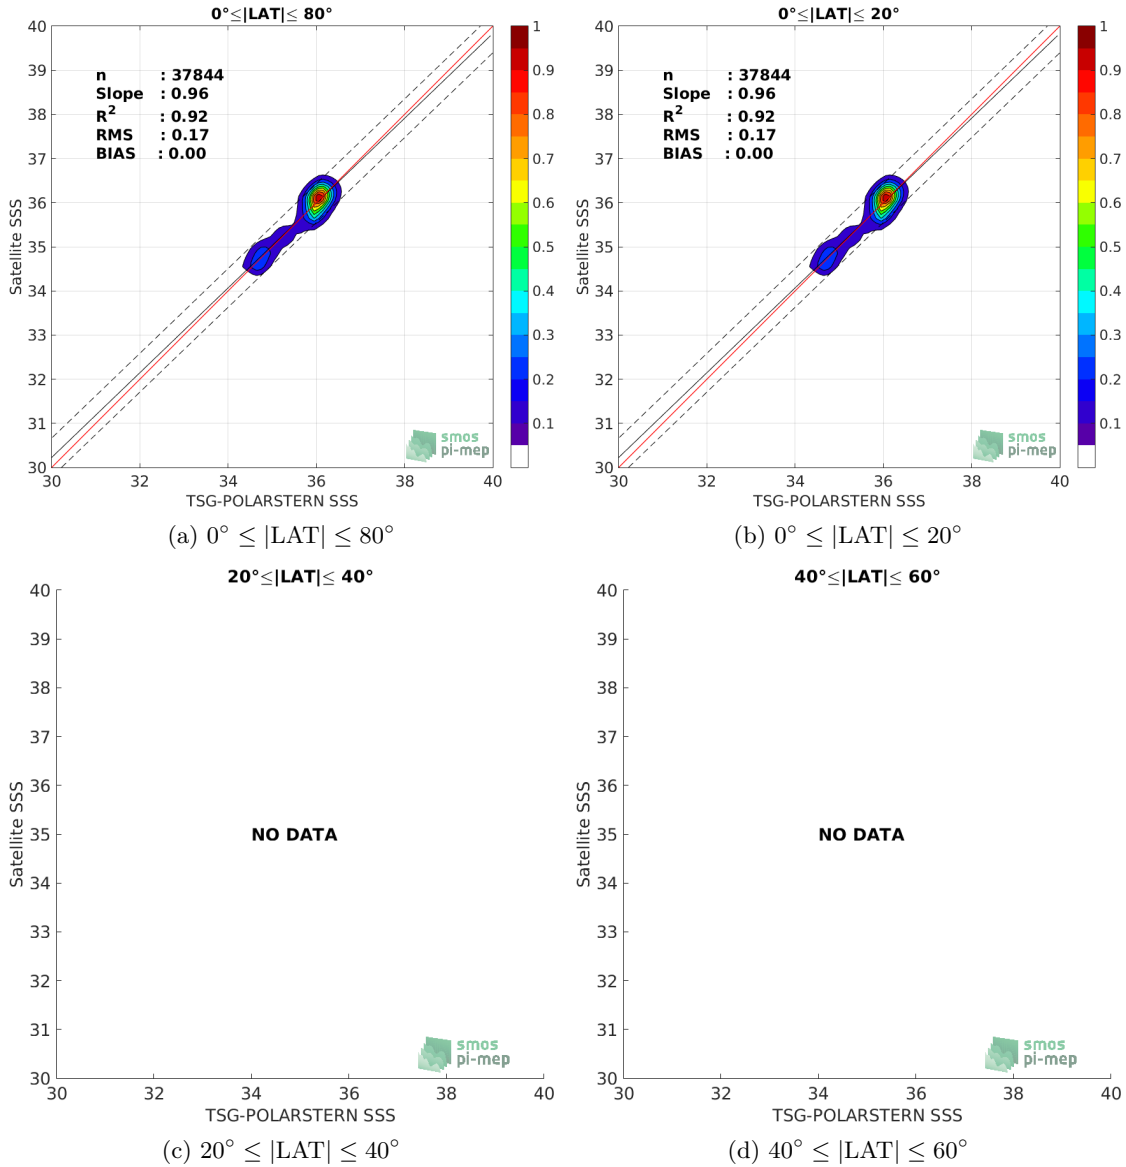 0°≤|LAT|≤ 80°
40
39
38
37
36
35
34
33
32
31
30
Satellite SSS
n : 37844
Slope : 0.96
R2 : 0.92
RMS : 0.17
BIAS : 0.00
smos
pi-mep
30 32 34 36 38 40
TSG-POLARSTERN SSS
1
0.9
0.8
0.7
0.6
0.5
0.4
0.3
0.2
0.1
(a) 0° ≤ |LAT| ≤ 80°
0°≤|LAT|≤ 20°
40
39
38
37
36
35
34
33
32
31
30
Satellite SSS
n : 37844
Slope : 0.96
R2 : 0.92
RMS : 0.17
BIAS : 0.00
smos
pi-mep
30 32 34 36 38 40
TSG-POLARSTERN SSS
1
0.9
0.8
0.7
0.6
0.5
0.4
0.3
0.2
0.1
(b) 0° ≤ |LAT| ≤ 20°
20°≤|LAT|≤ 40°
40
39
38
37
36
35
34
33
32
31
30
Satellite SSS
NO DATA
smos
pi-mep
30 32 34 36 38 40
TSG-POLARSTERN SSS
(c) 20° ≤ |LAT| ≤ 40°
40°≤|LAT|≤ 60°
40
39
38
37
36
35
34
33
32
31
30
Satellite SSS
NO DATA
smos
pi-mep
30 32 34 36 38 40
TSG-POLARSTERN SSS
(d) 40° ≤ |LAT| ≤ 60°